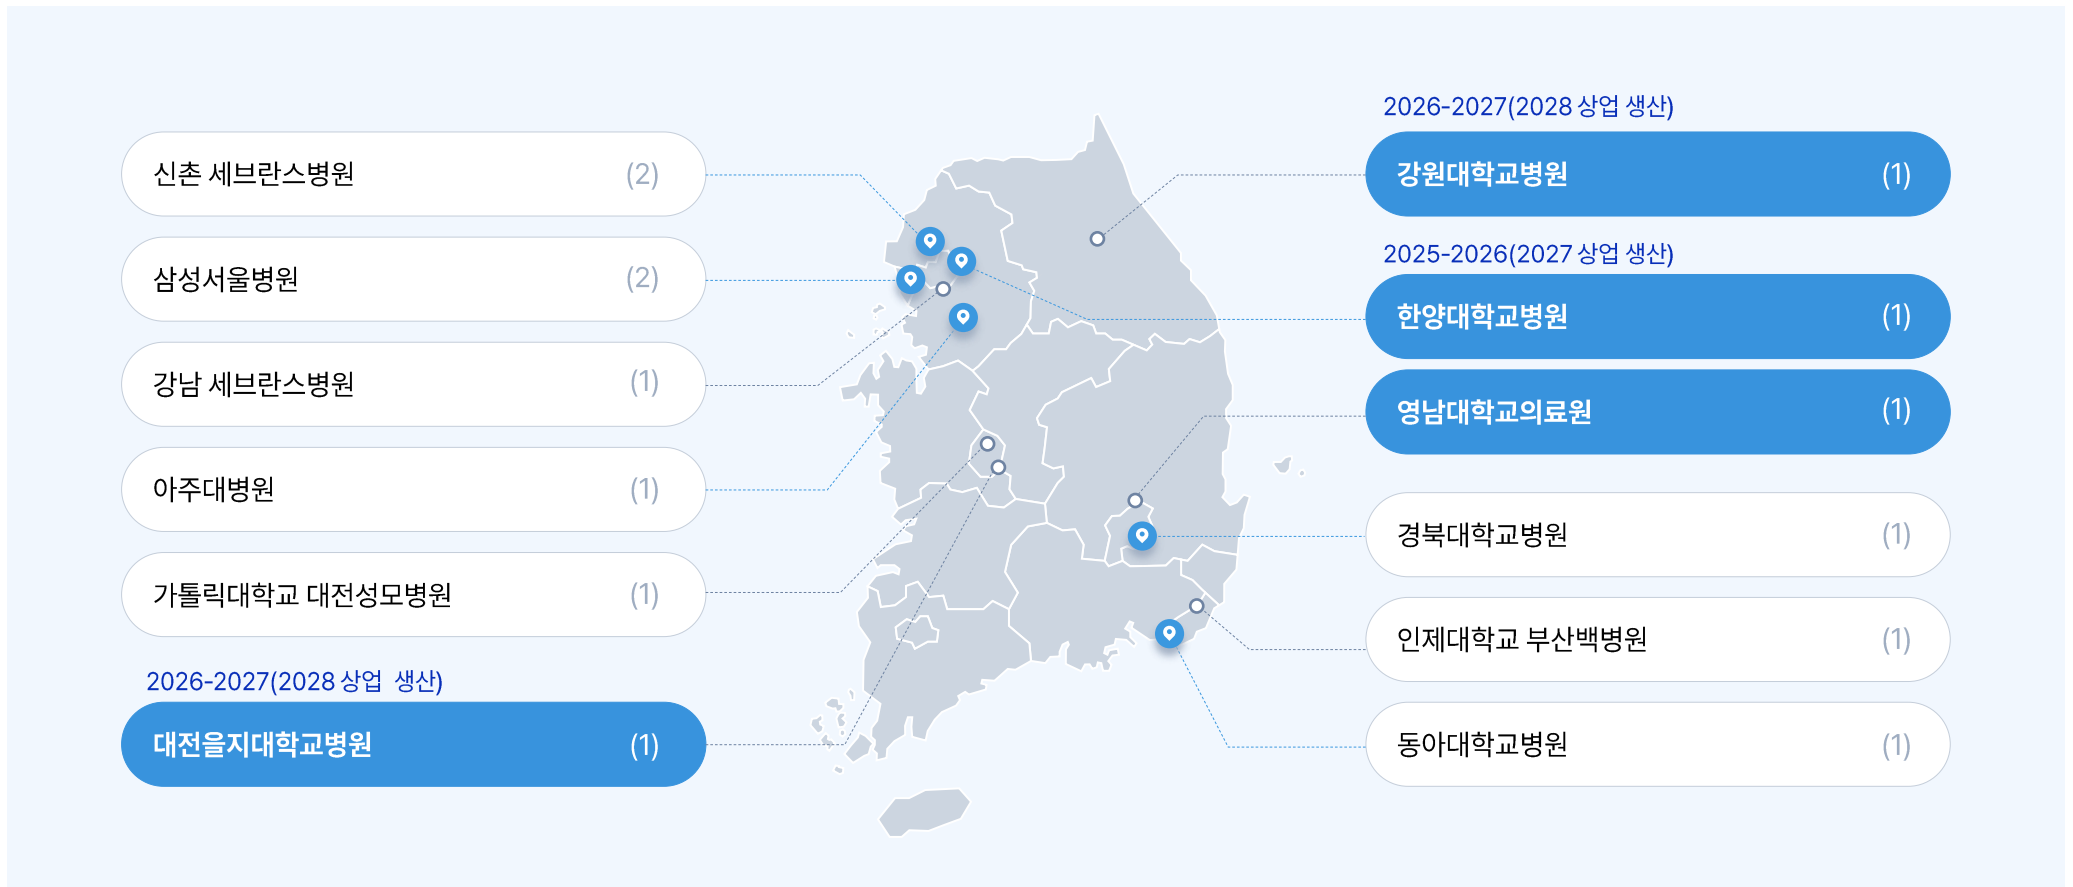 신촌 세브란스병원 (2)
삼성서울병원 (2)
강남 세브란스병원 (1)
아주대병원 (1)
가톨릭대학교 대전성모병원 (1)
2026-2027(2028 상업 생산)
대전을지대학교병원 (1)
2026-2027(2028 상업 생산)
강원대학교병원 (1)
2025-2026(2027 상업 생산)
한양대학교병원 (1)
영남대학교의료원 (1)
경북대학교병원 (1)
인제대학교 부산백병원 (1)
동아대학교병원 (1)